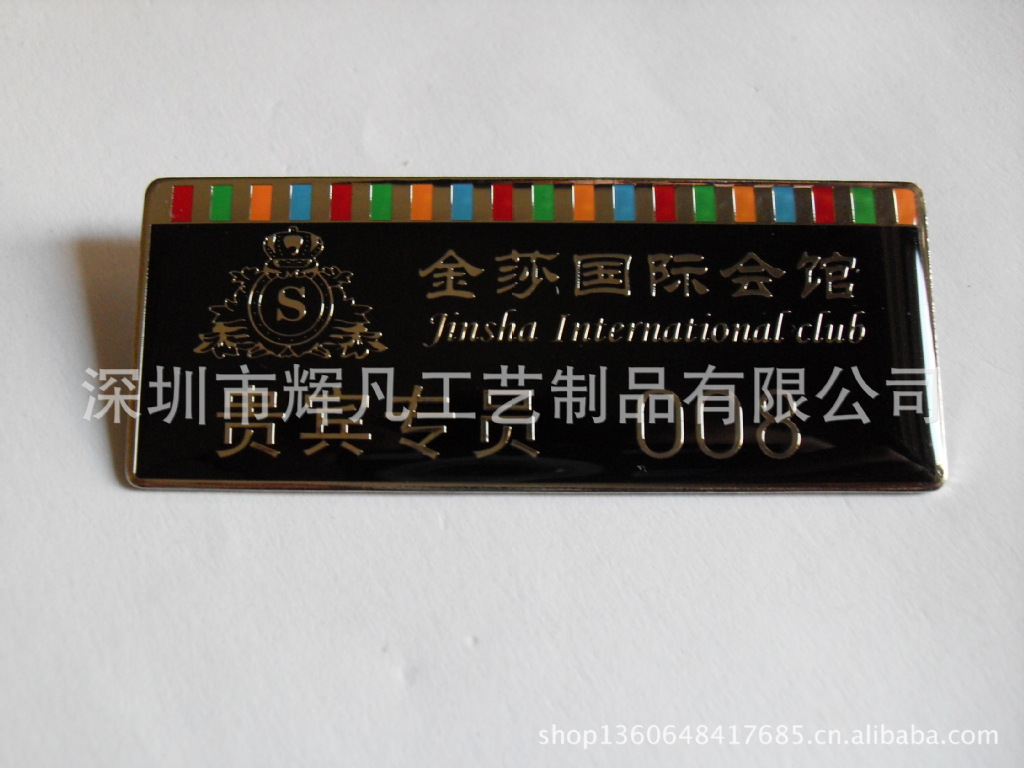 S
金莎国际会馆
Jinsha International club
深圳市辉凡工艺制品有限公司
贵宾专员 008
shop1360648417685.cn.alibaba.com